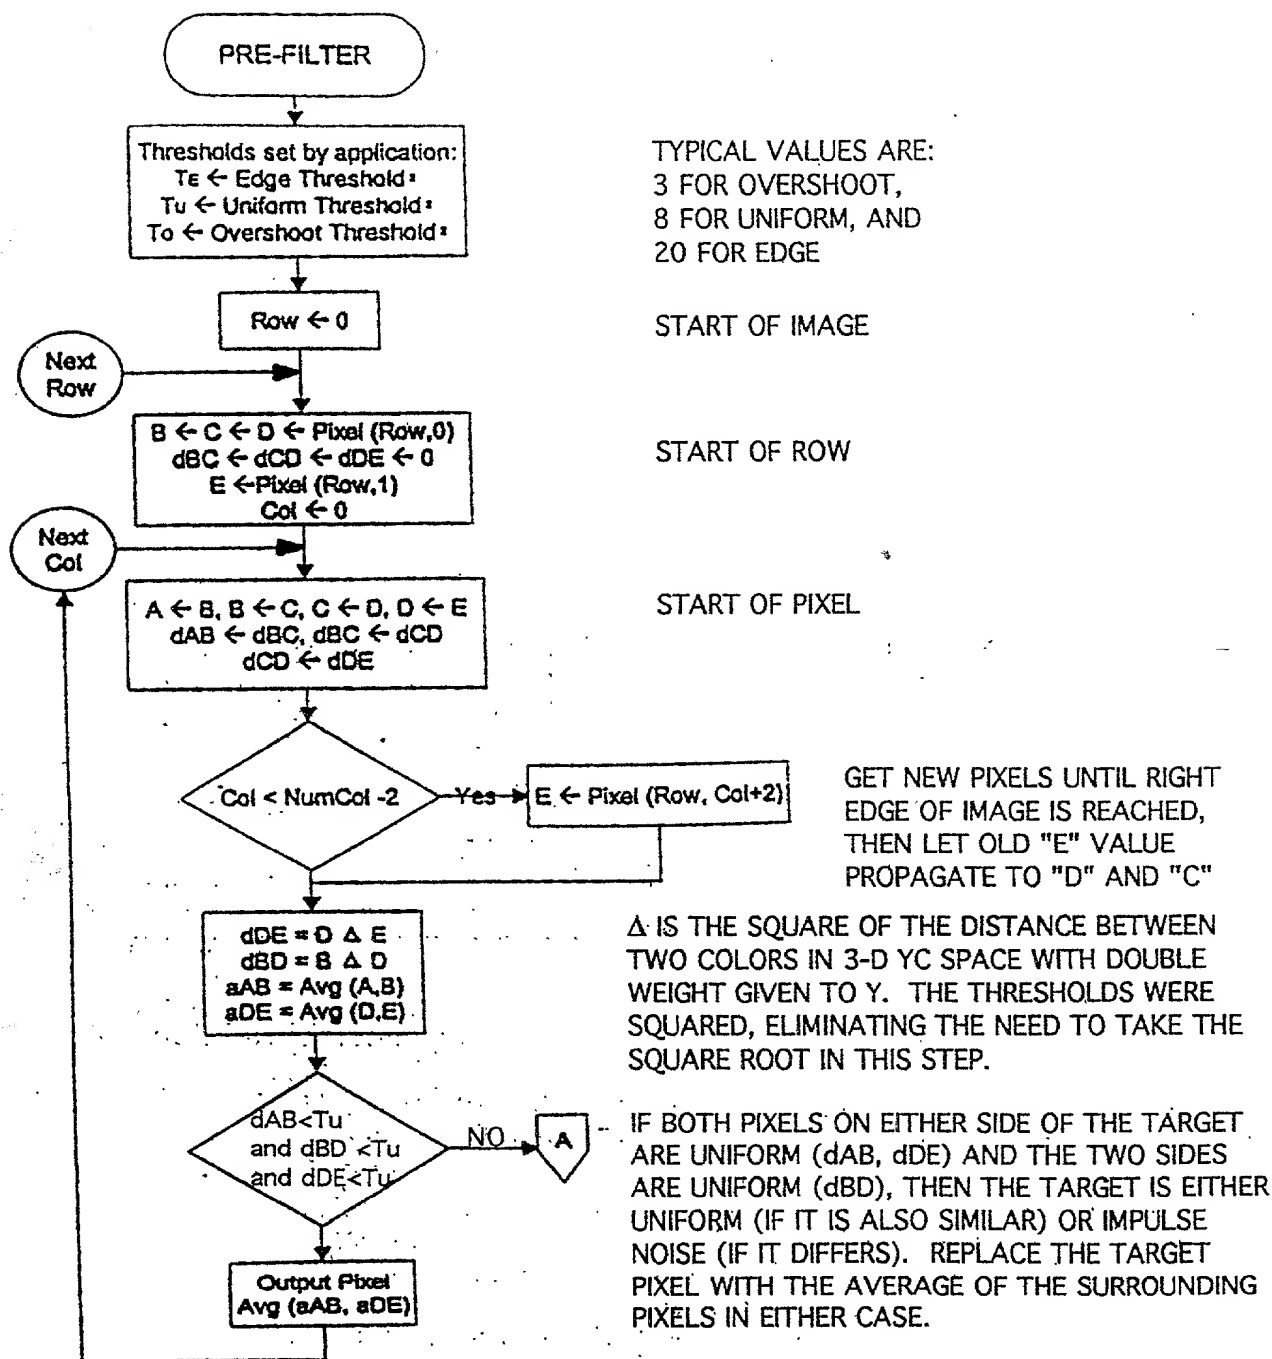 PRE-FILTER
Thresholds set by application:
TE ← Edge Threshold²
Tu ← Uniform Threshold²
To ← Overshoot Threshold²
TYPICAL VALUES ARE:
3 FOR OVERSHOOT,
8 FOR UNIFORM, AND
20 FOR EDGE
Row ← 0
START OF IMAGE
Next
Row
B ← C ← D ← Pixel (Row,0)
dBC ← dCD ← dDE ← 0
E ←Pixel (Row,1)
Col ← 0
START OF ROW
Next
Col
A ← B, B ← C, C ← D, D ← E
dAB ← dBC, dBC ← dCD
dCD ← dDE
START OF PIXEL
Col < NumCol -2
Yes
E ← Pixel (Row, Col+2)
GET NEW PIXELS UNTIL RIGHT
EDGE OF IMAGE IS REACHED,
THEN LET OLD "E" VALUE
PROPAGATE TO "D" AND "C"
dDE = D Δ E
dBD = B Δ D
aAB = Avg (A,B)
aDE = Avg (D,E)
Δ IS THE SQUARE OF THE DISTANCE BETWEEN
TWO COLORS IN 3-D YC SPACE WITH DOUBLE
WEIGHT GIVEN TO Y. THE THRESHOLDS WERE
SQUARED, ELIMINATING THE NEED TO TAKE THE
SQUARE ROOT IN THIS STEP.
dAB<Tu
and dBD <Tu
and dDE<Tu
NO
A
IF BOTH PIXELS ON EITHER SIDE OF THE TARGET
ARE UNIFORM (dAB, dDE) AND THE TWO SIDES
ARE UNIFORM (dBD), THEN THE TARGET IS EITHER
UNIFORM (IF IT IS ALSO SIMILAR) OR IMPULSE
NOISE (IF IT DIFFERS). REPLACE THE TARGET
PIXEL WITH THE AVERAGE OF THE SURROUNDING
PIXELS IN EITHER CASE.
Output Pixel
Avg (aAB, aDE)